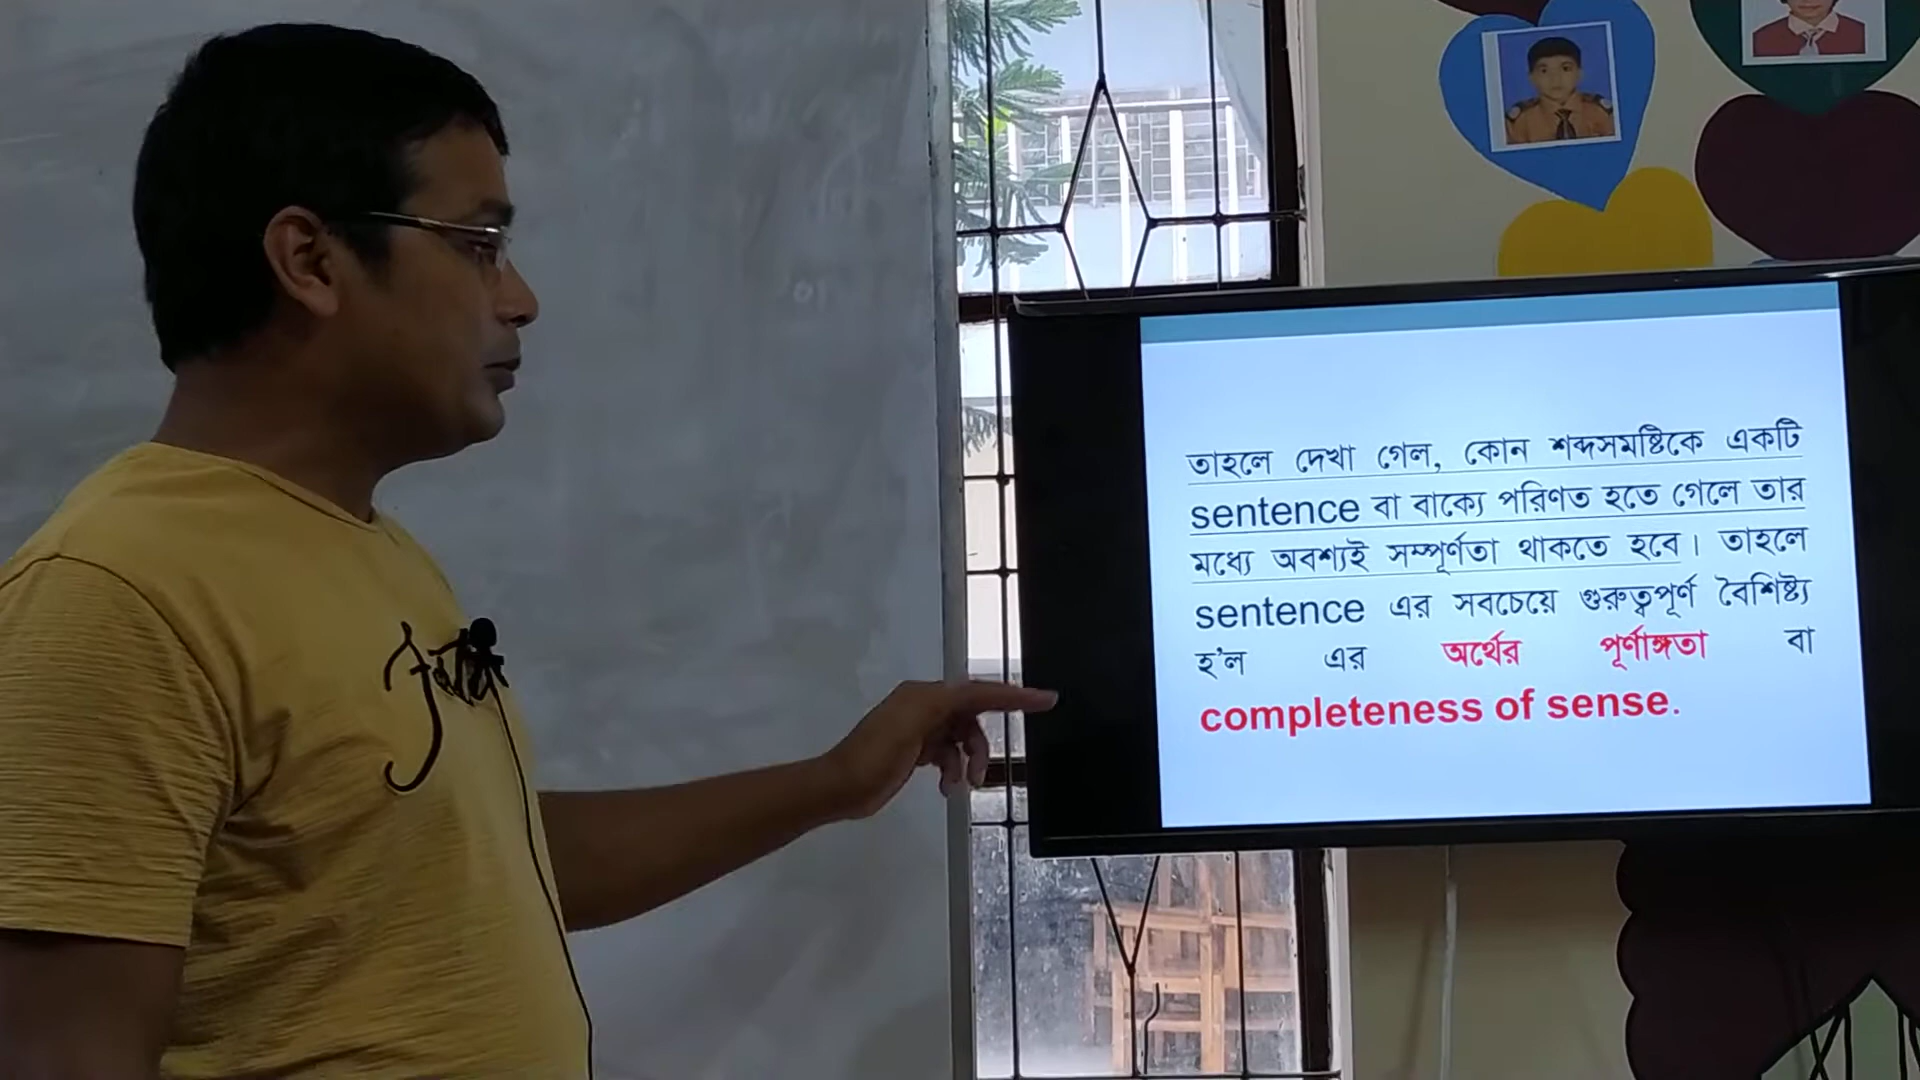 তাহলে দেখা গেল, কোন শব্দসমষ্টিকে একটি
sentence বা বাক্যে পরিণত হতে গেলে তার
মধ্যে অবশ্যই সম্পূর্ণতা থাকতে হবে। তাহলে
sentence এর সবচেয়ে গুরুত্বপূর্ণ বৈশিষ্ট্য
হ'ল এর অর্থের পূর্ণাঙ্গতা বা
completeness of sense.